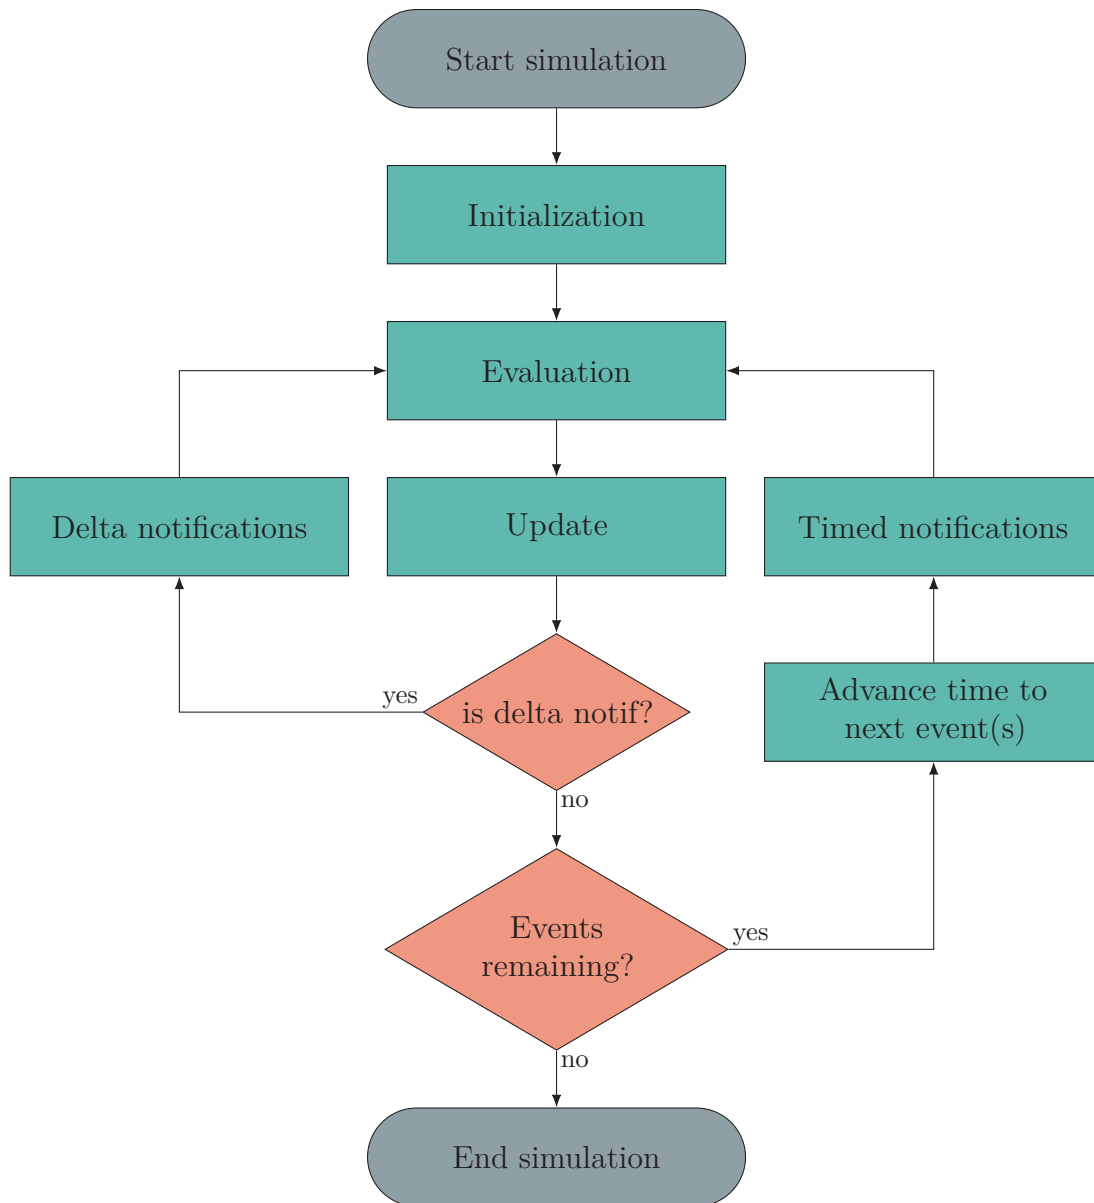 Start simulation
Initialization
Evaluation
Delta notifications
Update
Timed notifications
yes
is delta notif?
Advance time to
next event(s)
no
Events
remaining?
yes
no
End simulation